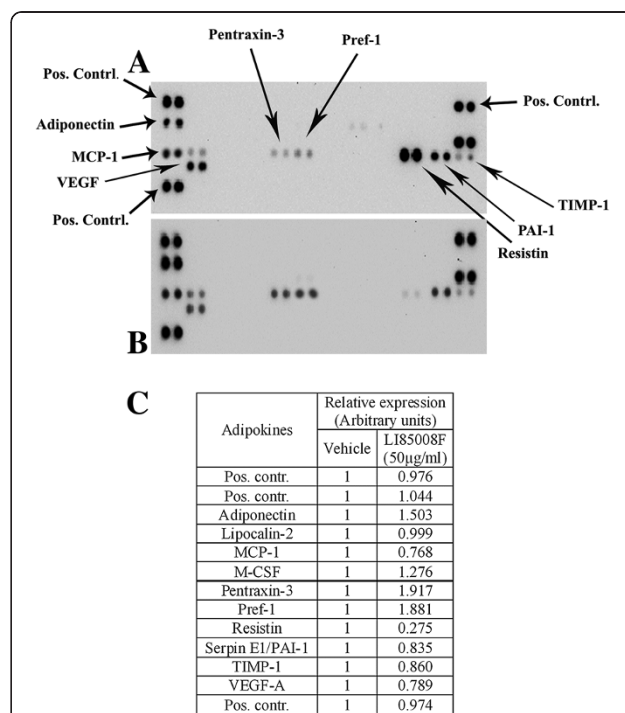 Pentraxin-3
Pref-1
A
Pos. Contrl.
Pos. Contrl.
Adiponectin
MCP-1
VEGF
Pos. Contrl.
TIMP-1
PAI-1
Resistin
B
C
Adipokines
Relative expression
(Arbitrary units)
Vehicle
LI85008F
(50µg/ml)
Pos. contr. 1 0.976
Pos. contr. 1 1.044
Adiponectin 1 1.503
Lipocalin-2 1 0.999
MCP-1 1 0.768
M-CSF 1 1.276
Pentraxin-3 1 1.917
Pref-1 1 1.881
Resistin 1 0.275
Serpin E1/PAI-1 1 0.835
TIMP-1 1 0.860
VEGF-A 1 0.789
Pos. contr. 1 0.974